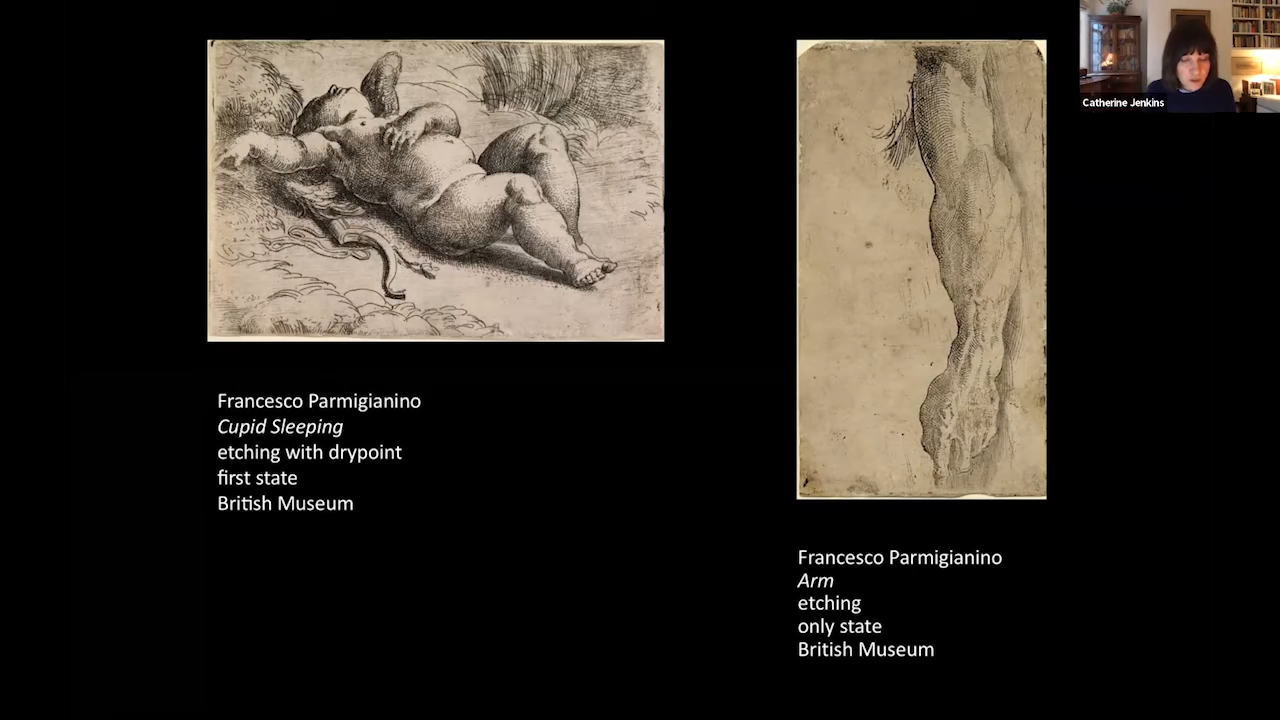 Catherine Jenkins
Francesco Parmigianino
Cupid Sleeping
etching with drypoint
first state
British Museum
Francesco Parmigianino
Arm
etching
only state
British Museum